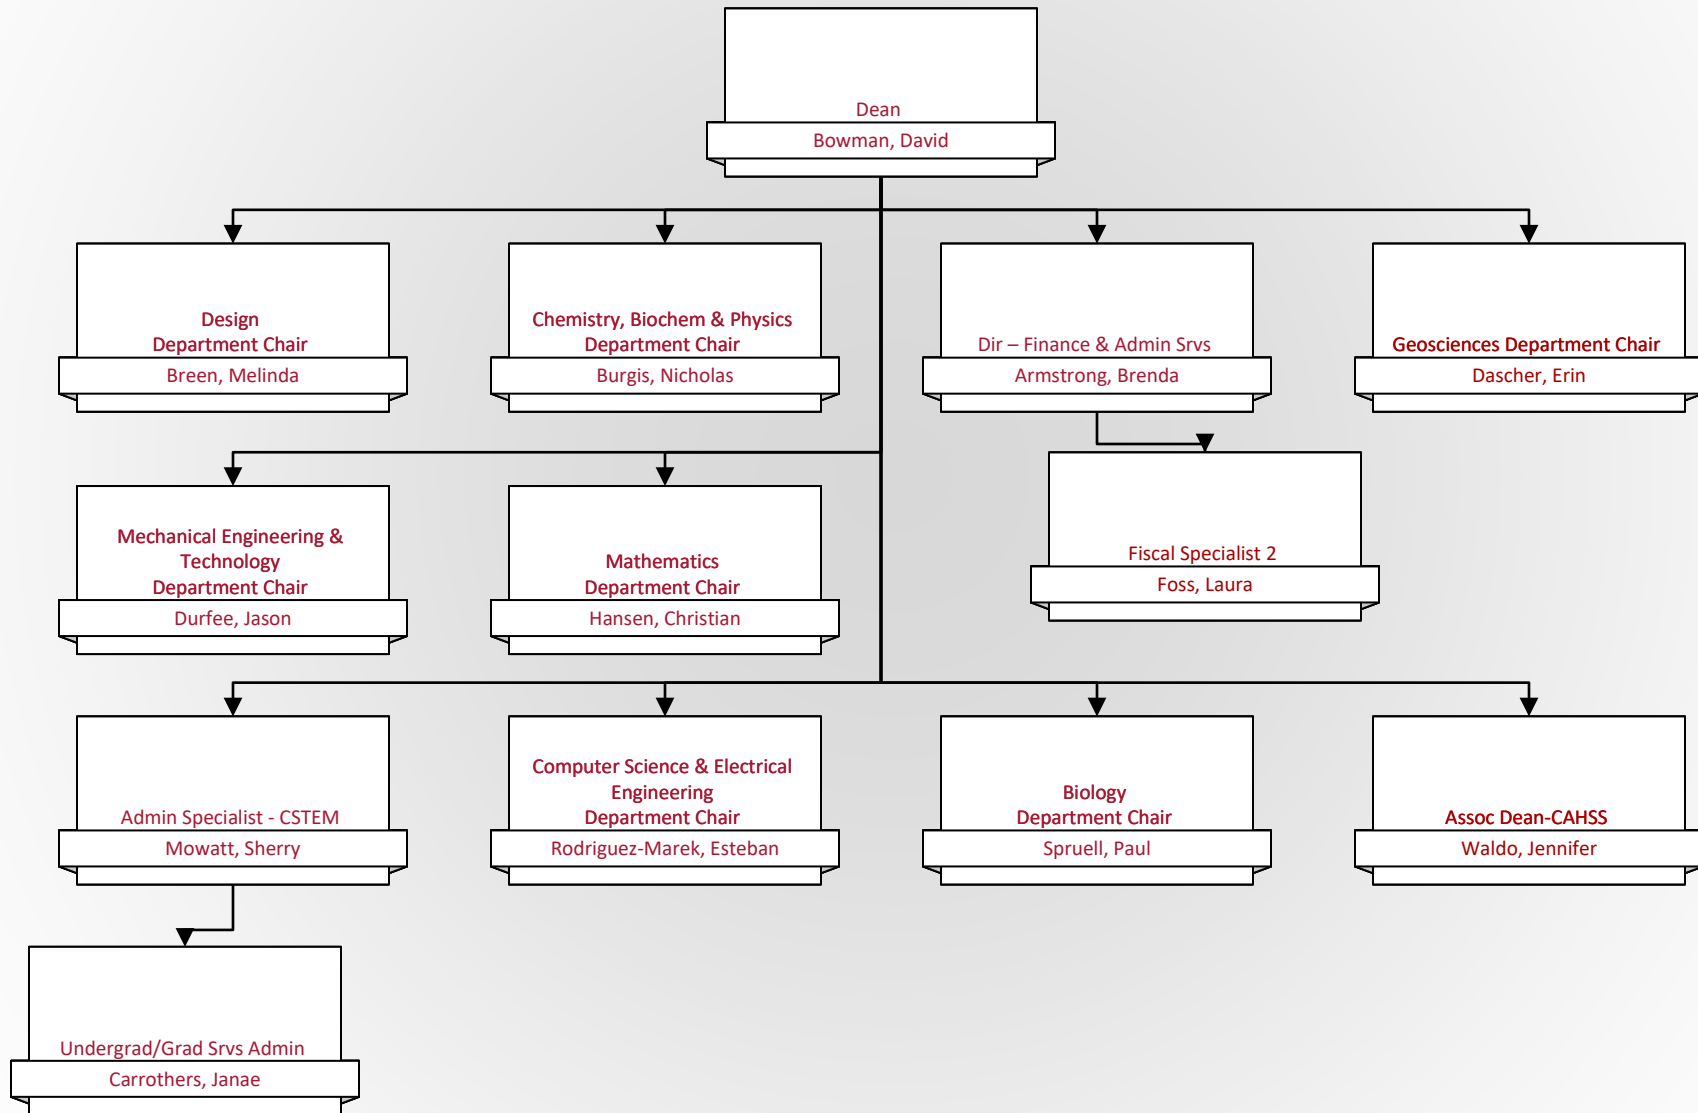 Dean
Bowman, David
Design
Department Chair
Breen, Melinda
Chemistry, Biochem & Physics
Department Chair
Burgis, Nicholas
Dir – Finance & Admin Srvs
Armstrong, Brenda
Geosciences Department Chair
Dascher, Erin
Mechanical Engineering &
Technology
Department Chair
Durfee, Jason
Mathematics
Department Chair
Hansen, Christian
Fiscal Specialist 2
Foss, Laura
Admin Specialist - CSTEM
Mowatt, Sherry
Computer Science & Electrical
Engineering
Department Chair
Rodriguez-Marek, Esteban
Biology
Department Chair
Spruell, Paul
Assoc Dean-CAHSS
Waldo, Jennifer
Undergrad/Grad Srvs Admin
Carrothers, Janae